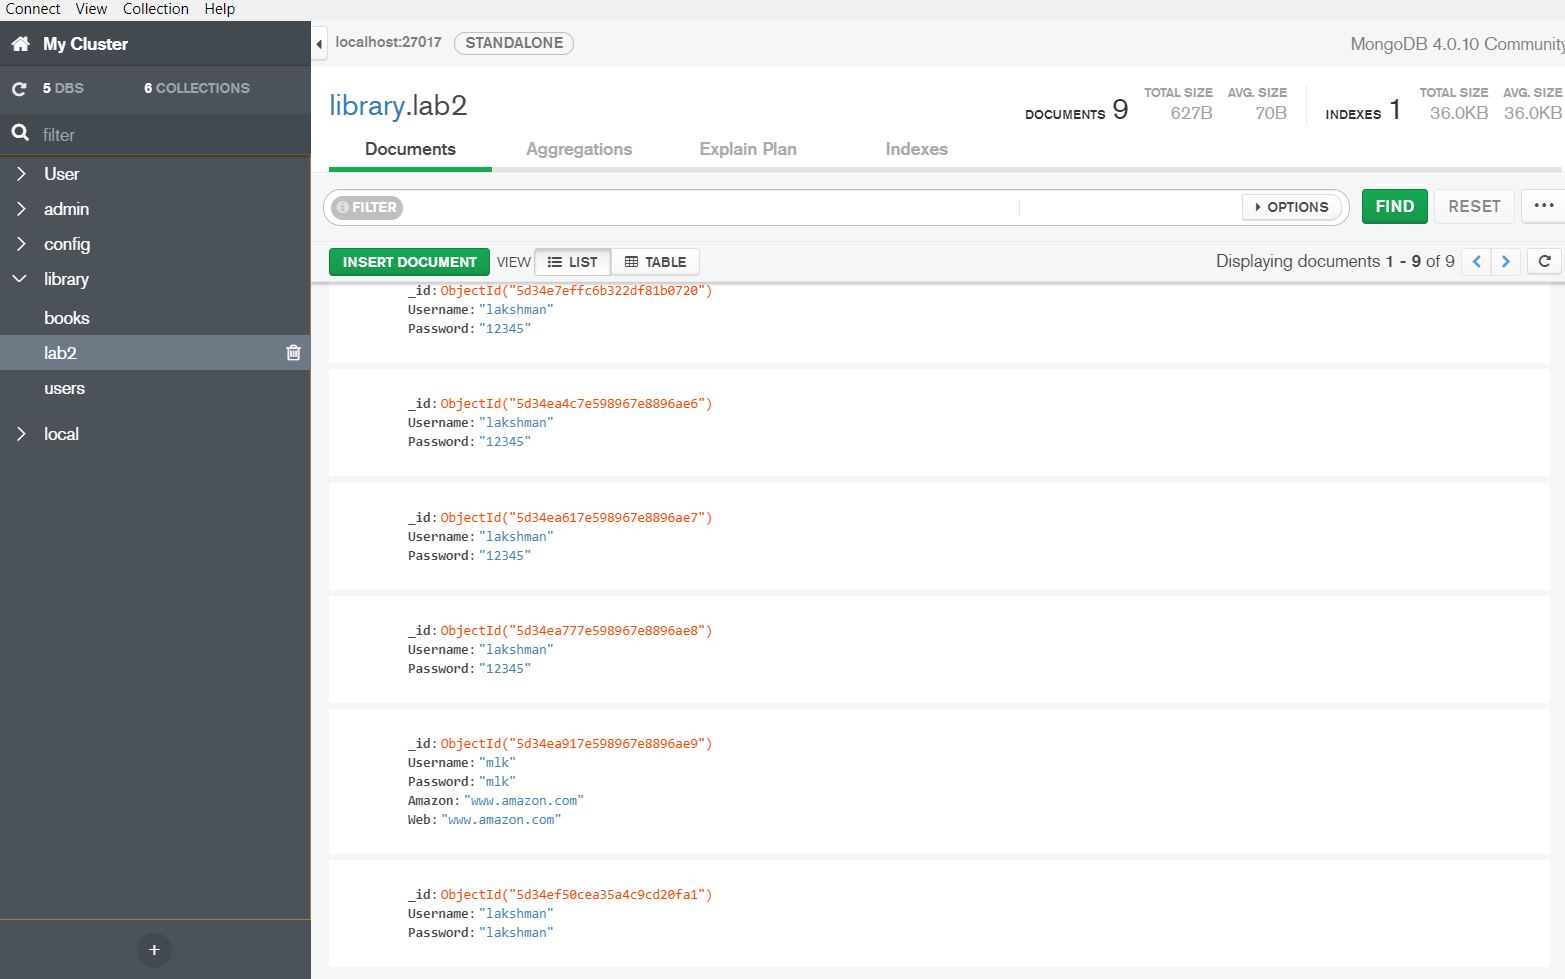 Connect View Collection Help
My Cluster
localhost:27017 STANDALONE
MongoDB 4.0.10 Community
5 DBS 6 COLLECTIONS
filter
User
admin
config
library
books
lab2
users
local
+
library.lab2
DOCUMENTS 9 TOTAL SIZE 627B AVG. SIZE 70B
INDEXES 1 TOTAL SIZE 36.0KB AVG. SIZE 36.0KB
Documents Aggregations Explain Plan Indexes
FILTER OPTIONS FIND RESET ...
INSERT DOCUMENT VIEW LIST TABLE Displaying documents 1 - 9 of 9
_id: ObjectId("5d34e7effc6b322df81b0720")
Username: "lakshman"
Password: "12345"
_id: ObjectId("5d34ea4c7e598967e8896ae6")
Username: "lakshman"
Password: "12345"
_id: ObjectId("5d34ea617e598967e8896ae7")
Username: "lakshman"
Password: "12345"
_id: ObjectId("5d34ea777e598967e8896ae8")
Username: "lakshman"
Password: "12345"
_id: ObjectId("5d34ea917e598967e8896ae9")
Username: "mlk"
Password: "mlk"
Amazon: "www.amazon.com"
Web: "www.amazon.com"
_id: ObjectId("5d34ef50cea35a4c9cd20fa1")
Username: "lakshman"
Password: "lakshman"